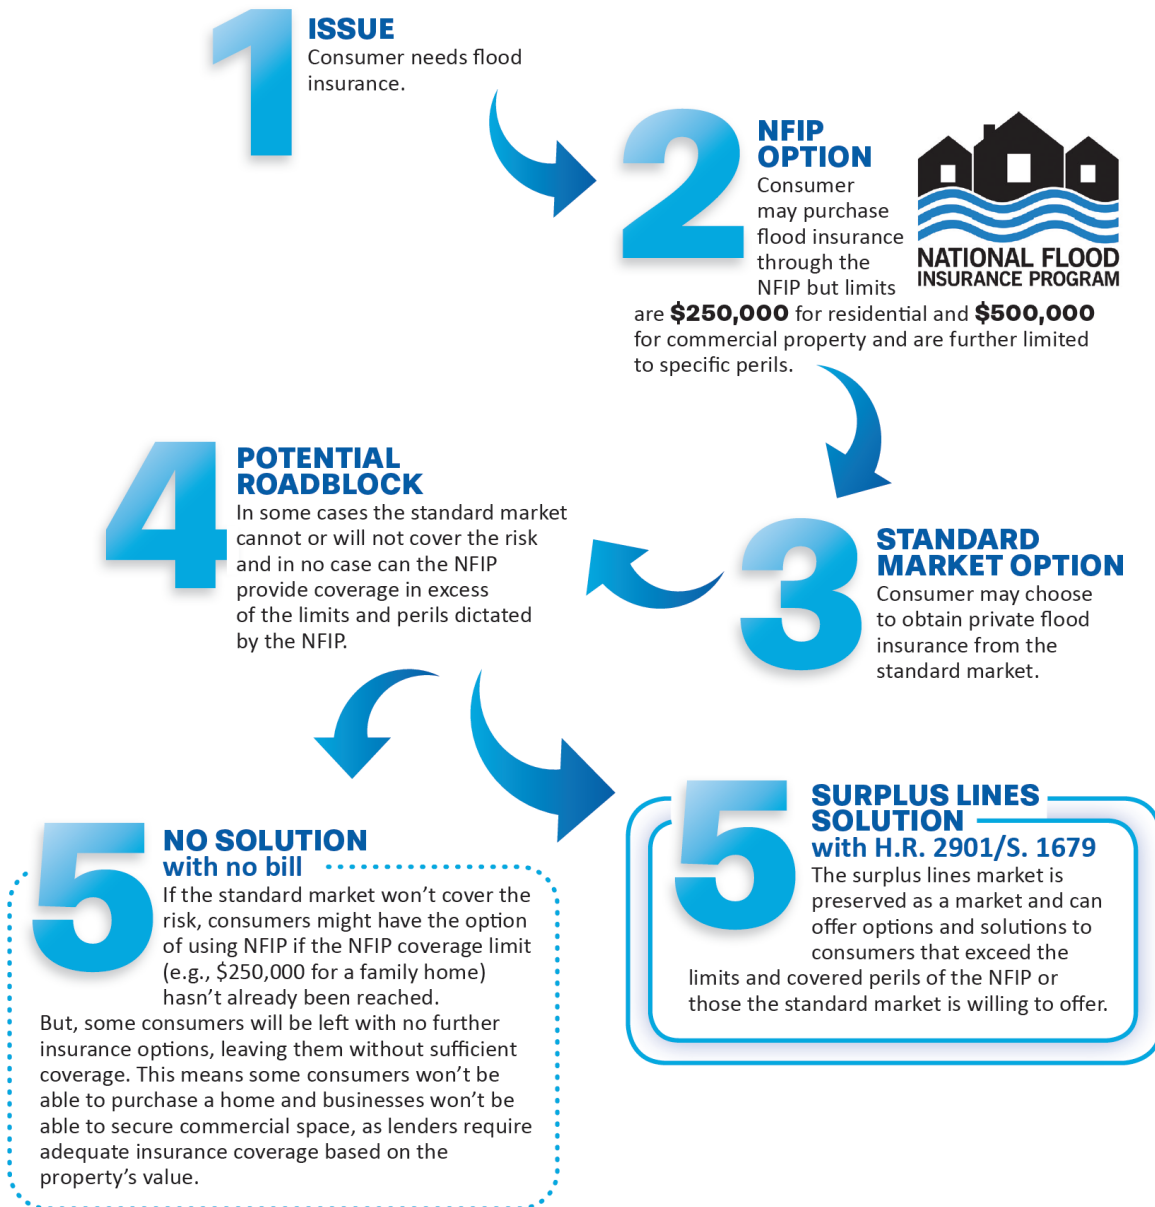 1
ISSUE
Consumer needs flood
insurance.
2
NFIP
OPTION
Consumer
may purchase
flood insurance
through the
NFIP but limits
are $250,000 for residential and $500,000
for commercial property and are further limited
to specific perils.
NATIONAL FLOOD
INSURANCE PROGRAM
3
STANDARD
MARKET OPTION
Consumer may choose
to obtain private flood
insurance from the
standard market.
4
POTENTIAL
ROADBLOCK
In some cases the standard market
cannot or will not cover the risk
and in no case can the NFIP
provide coverage in excess
of the limits and perils dictated
by the NFIP.
5
NO SOLUTION
with no bill
If the standard market won't cover the
risk, consumers might have the option
of using NFIP if the NFIP coverage limit
(e.g., $250,000 for a family home)
hasn't already been reached.
But, some consumers will be left with no further
insurance options, leaving them without sufficient
coverage. This means some consumers won't be
able to purchase a home and businesses won't be
able to secure commercial space, as lenders require
adequate insurance coverage based on the
property's value.
5
SURPLUS LINES
SOLUTION
with H.R. 2901/S. 1679
The surplus lines market is
preserved as a market and can
offer options and solutions to
consumers that exceed the
limits and covered perils of the NFIP or
those the standard market is willing to offer.